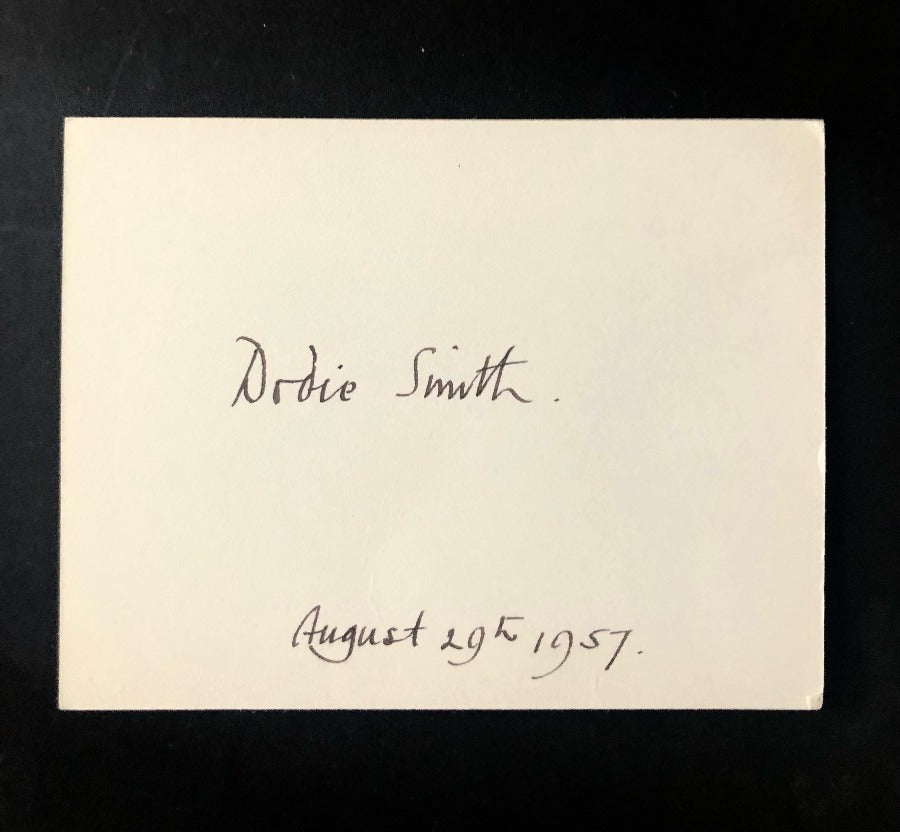 Dodie Smith.
August 29th 1957.